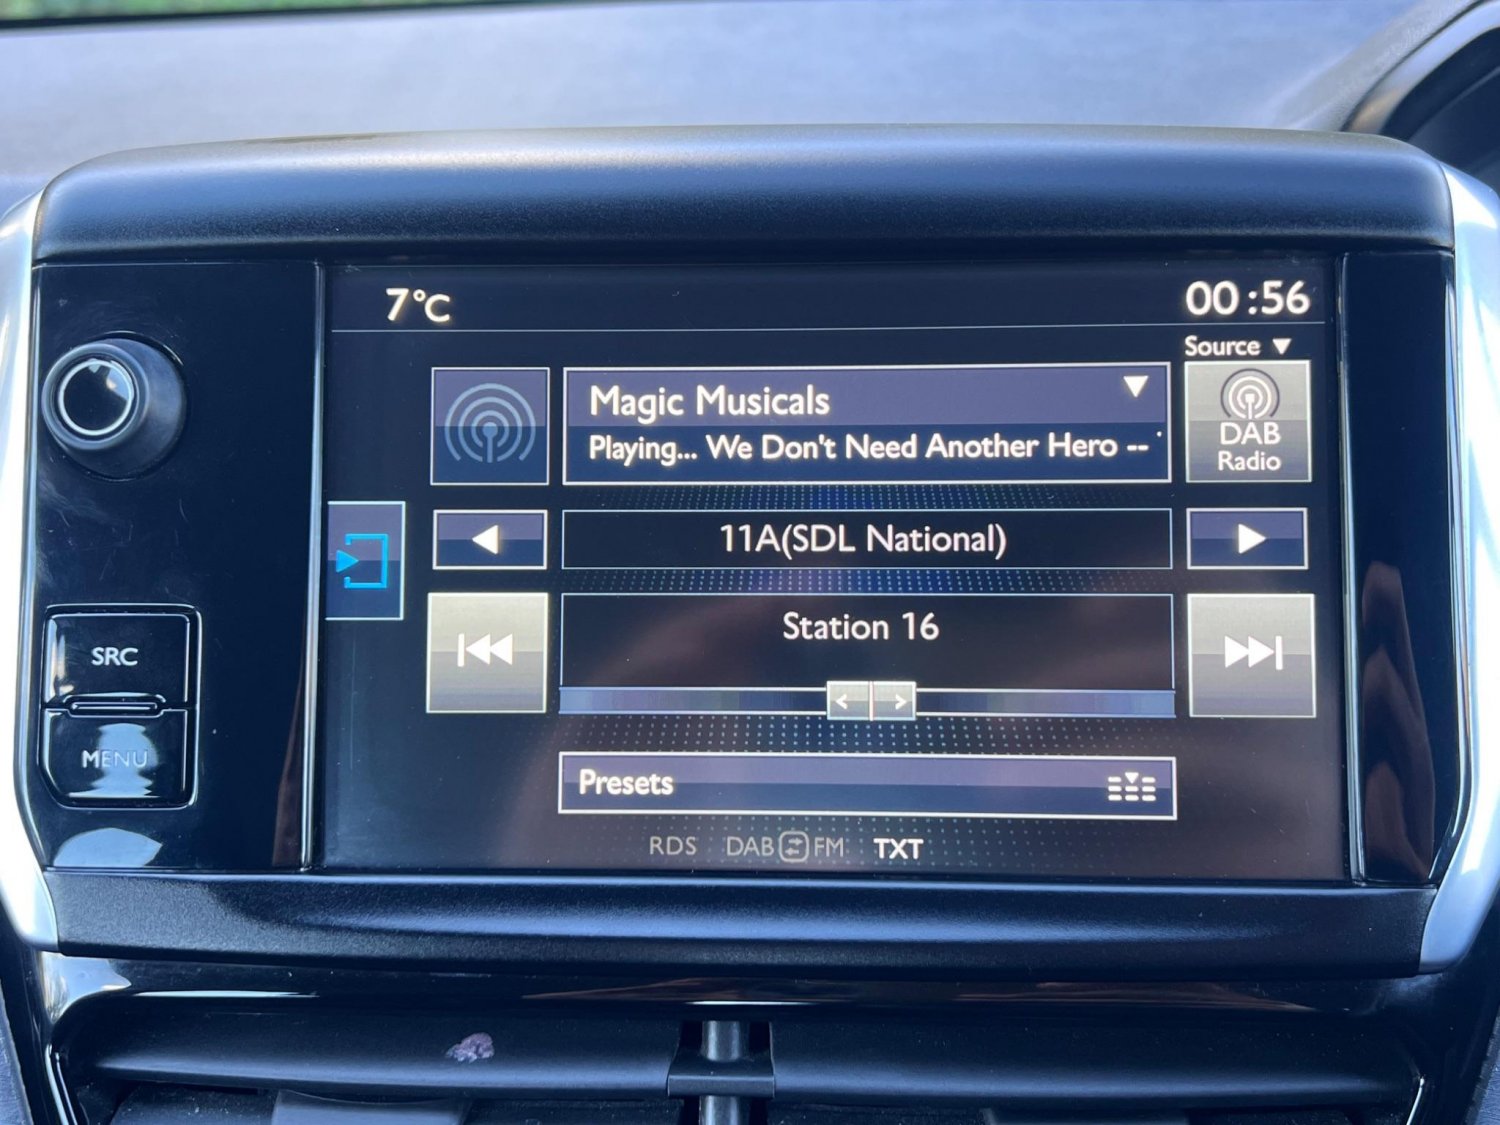 7°C
00:56
Source
Magic Musicals
Playing... We Don't Need Another Hero --
DAB
Radio
11A(SDL National)
Station 16
SRC
MENU
Presets
RDS DAB FM TXT